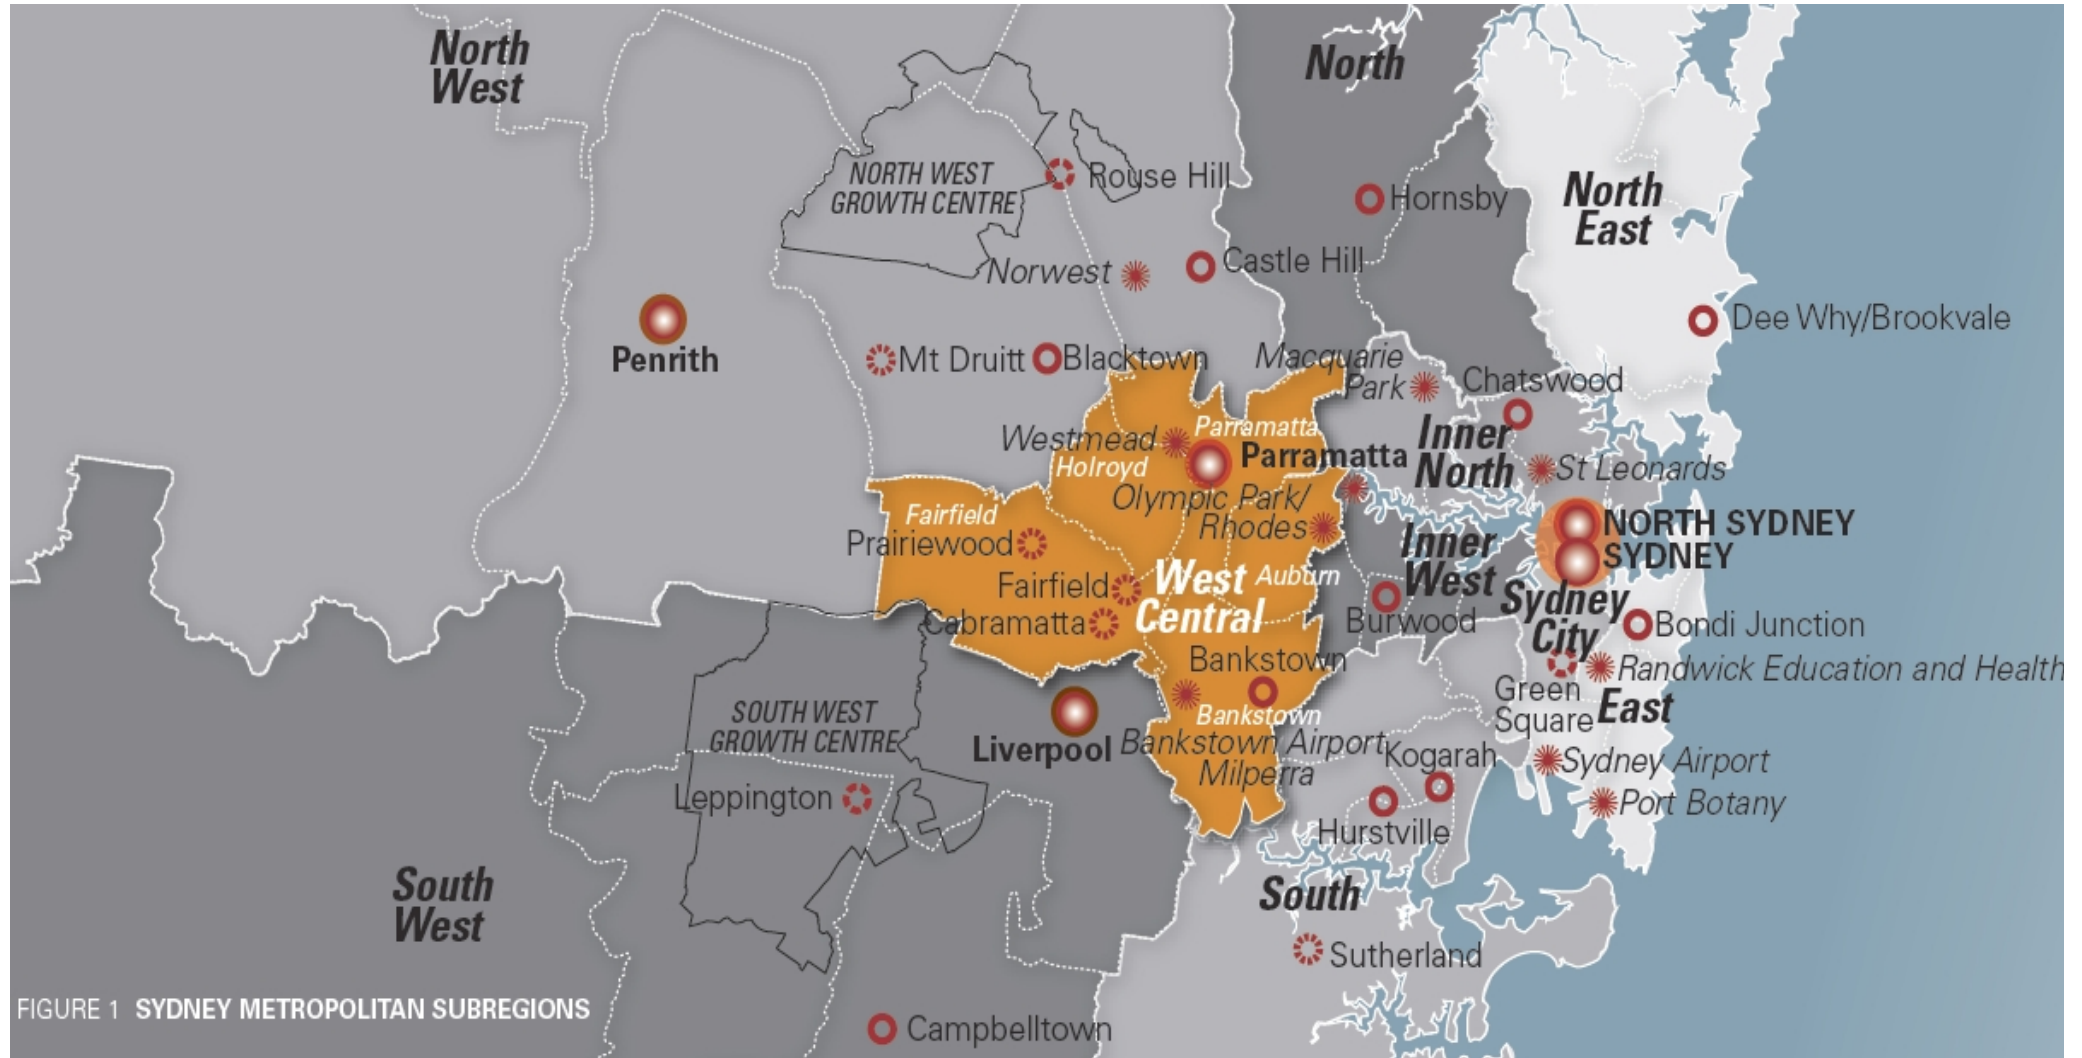 North
West
North
NORTH WEST
GROWTH CENTRE
Rouse Hill
Hornsby
North
East
Norwest
Castle Hill
Dee Why/Brookvale
Penrith
Mt Druitt
Blacktown
Macquarie
Park
Chatswood
Westmead
Parramatta
Holroyd
Parramatta
Inner
North
St Leonards
Olympic Park/
Rhodes
Fairfield
Prairiewood
NORTH SYDNEY
SYDNEY
Inner
West
Fairfield
Cabramatta
West
Central
Auburn
Burwood
Sydney
City
Bondi Junction
Bankstown
Randwick Education and Health
Green
Square
East
Bankstown
SOUTH WEST
GROWTH CENTRE
Liverpool
Bankstown Airport
Milperra
Kogarah
Sydney Airport
Leppington
Port Botany
Hurstville
South
West
South
Sutherland
FIGURE 1 SYDNEY METROPOLITAN SUBREGIONS
Campbelltown